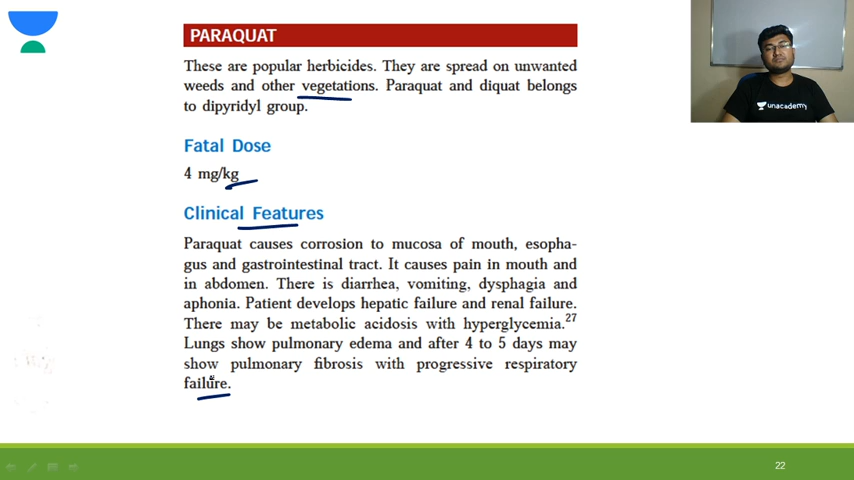 PARAQUAT
These are popular herbicides. They are spread on unwanted
weeds and other vegetations. Paraquat and diquat belongs
to dipyridyl group.
Fatal Dose
4 mg/kg
Clinical Features
Paraquat causes corrosion to mucosa of mouth, esopha-
gus and gastrointestinal tract. It causes pain in mouth and
in abdomen. There is diarrhea, vomiting, dysphagia and
aphonia. Patient develops hepatic failure and renal failure.
There may be metabolic acidosis with hyperglycemia.27
Lungs show pulmonary edema and after 4 to 5 days may
show pulmonary fibrosis with progressive respiratory
failure.
unacademy
22